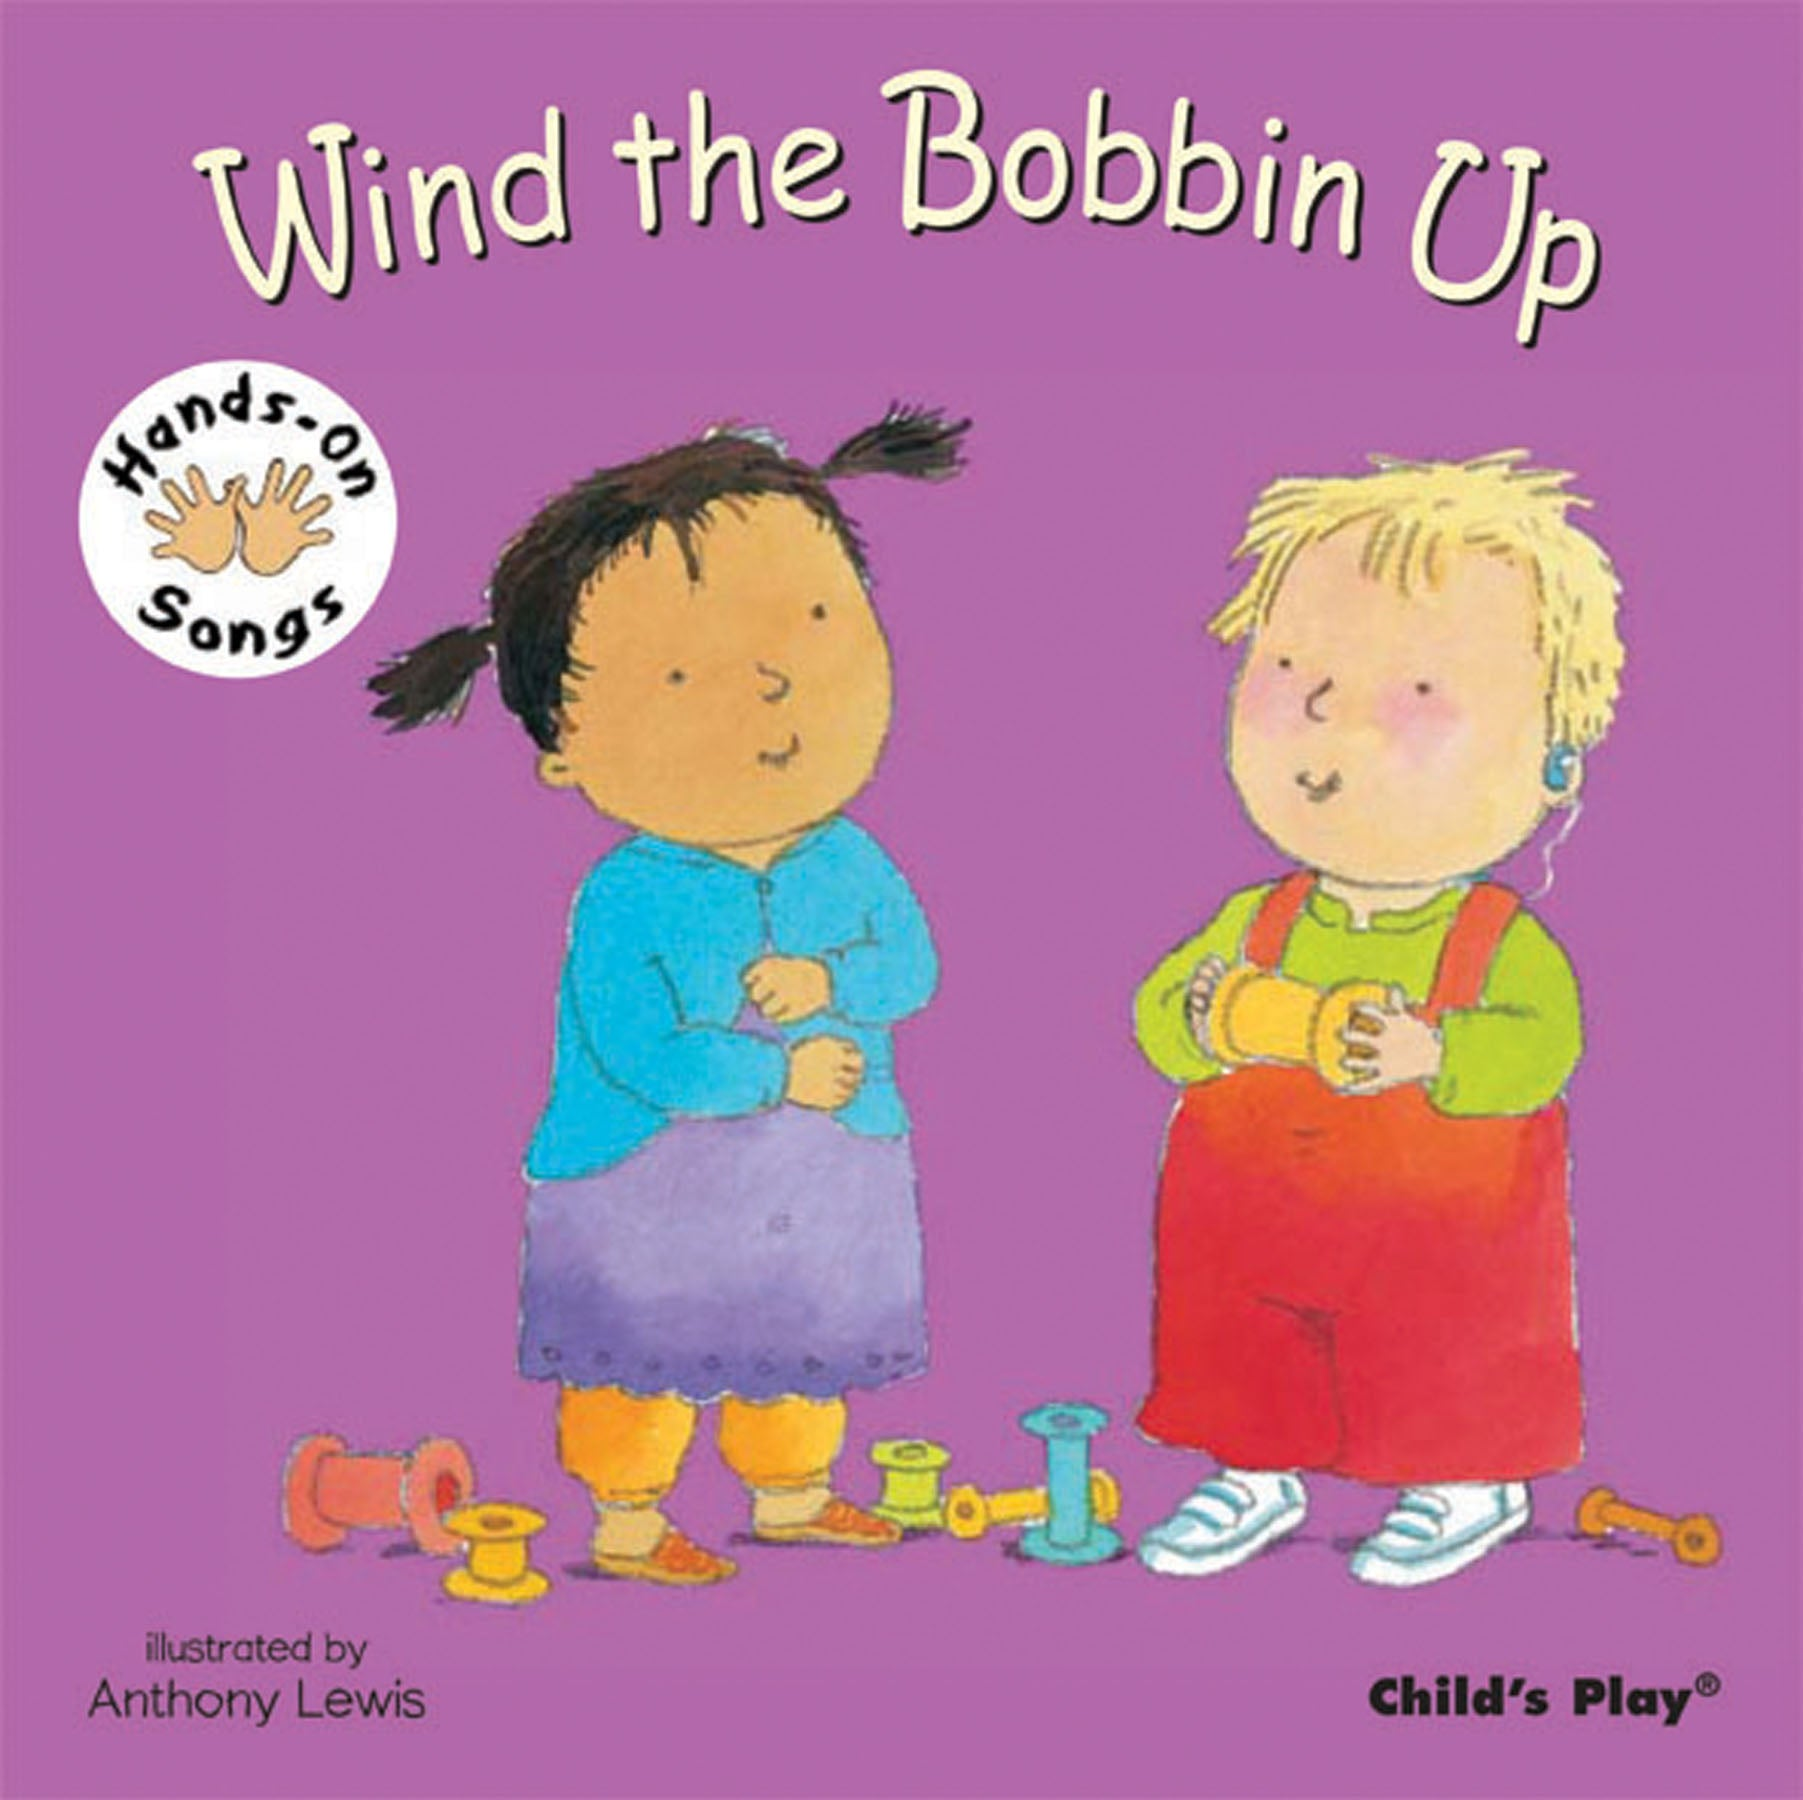 Wind the Bobbin Up
Hands-On
Songs
illustrated by
Anthony Lewis
Child's Play®